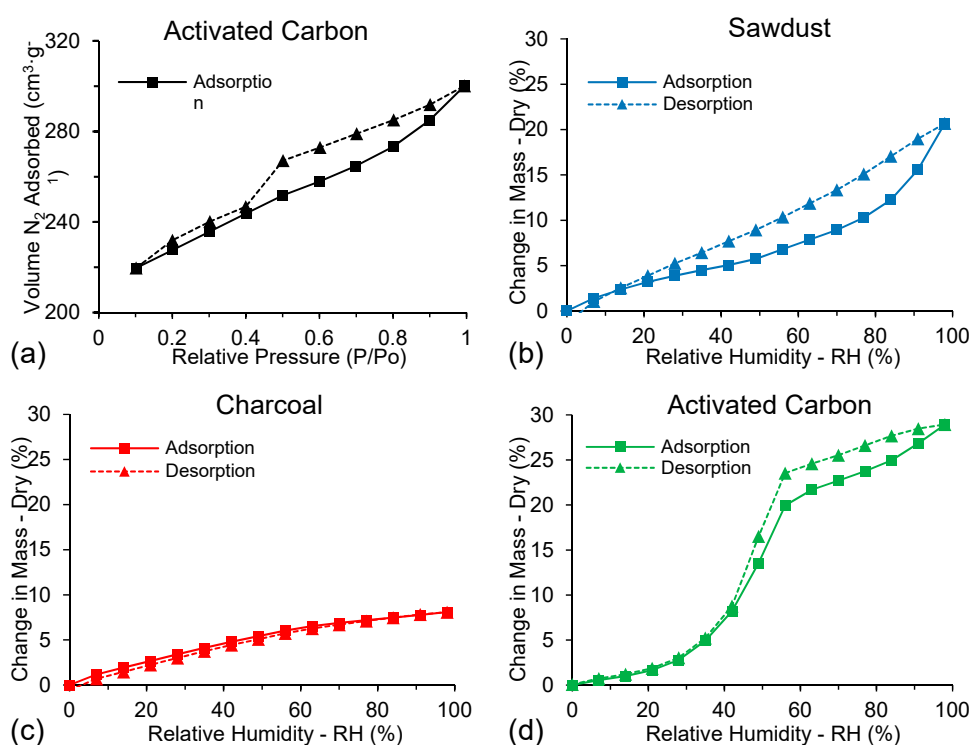 Activated Carbon
320
280
240
200
0
0.2
0.4
0.6
0.8
1
Volume N₂ Adsorbed (cm³·g⁻
¹)
Adsorptio
n
Relative Pressure (P/Po)
(a)
Sawdust
30
25
20
15
10
5
0
0
20
40
60
80
100
Change in Mass - Dry (%)
Adsorption
Desorption
Relative Humidity - RH (%)
(b)
Charcoal
30
25
20
15
10
5
0
0
20
40
60
80
100
Change in Mass - Dry (%)
Adsorption
Desorption
Relative Humidity - RH (%)
(c)
Activated Carbon
30
25
20
15
10
5
0
0
20
40
60
80
100
Change in Mass - Dry (%)
Adsorption
Desorption
Relative Humidity - RH (%)
(d)